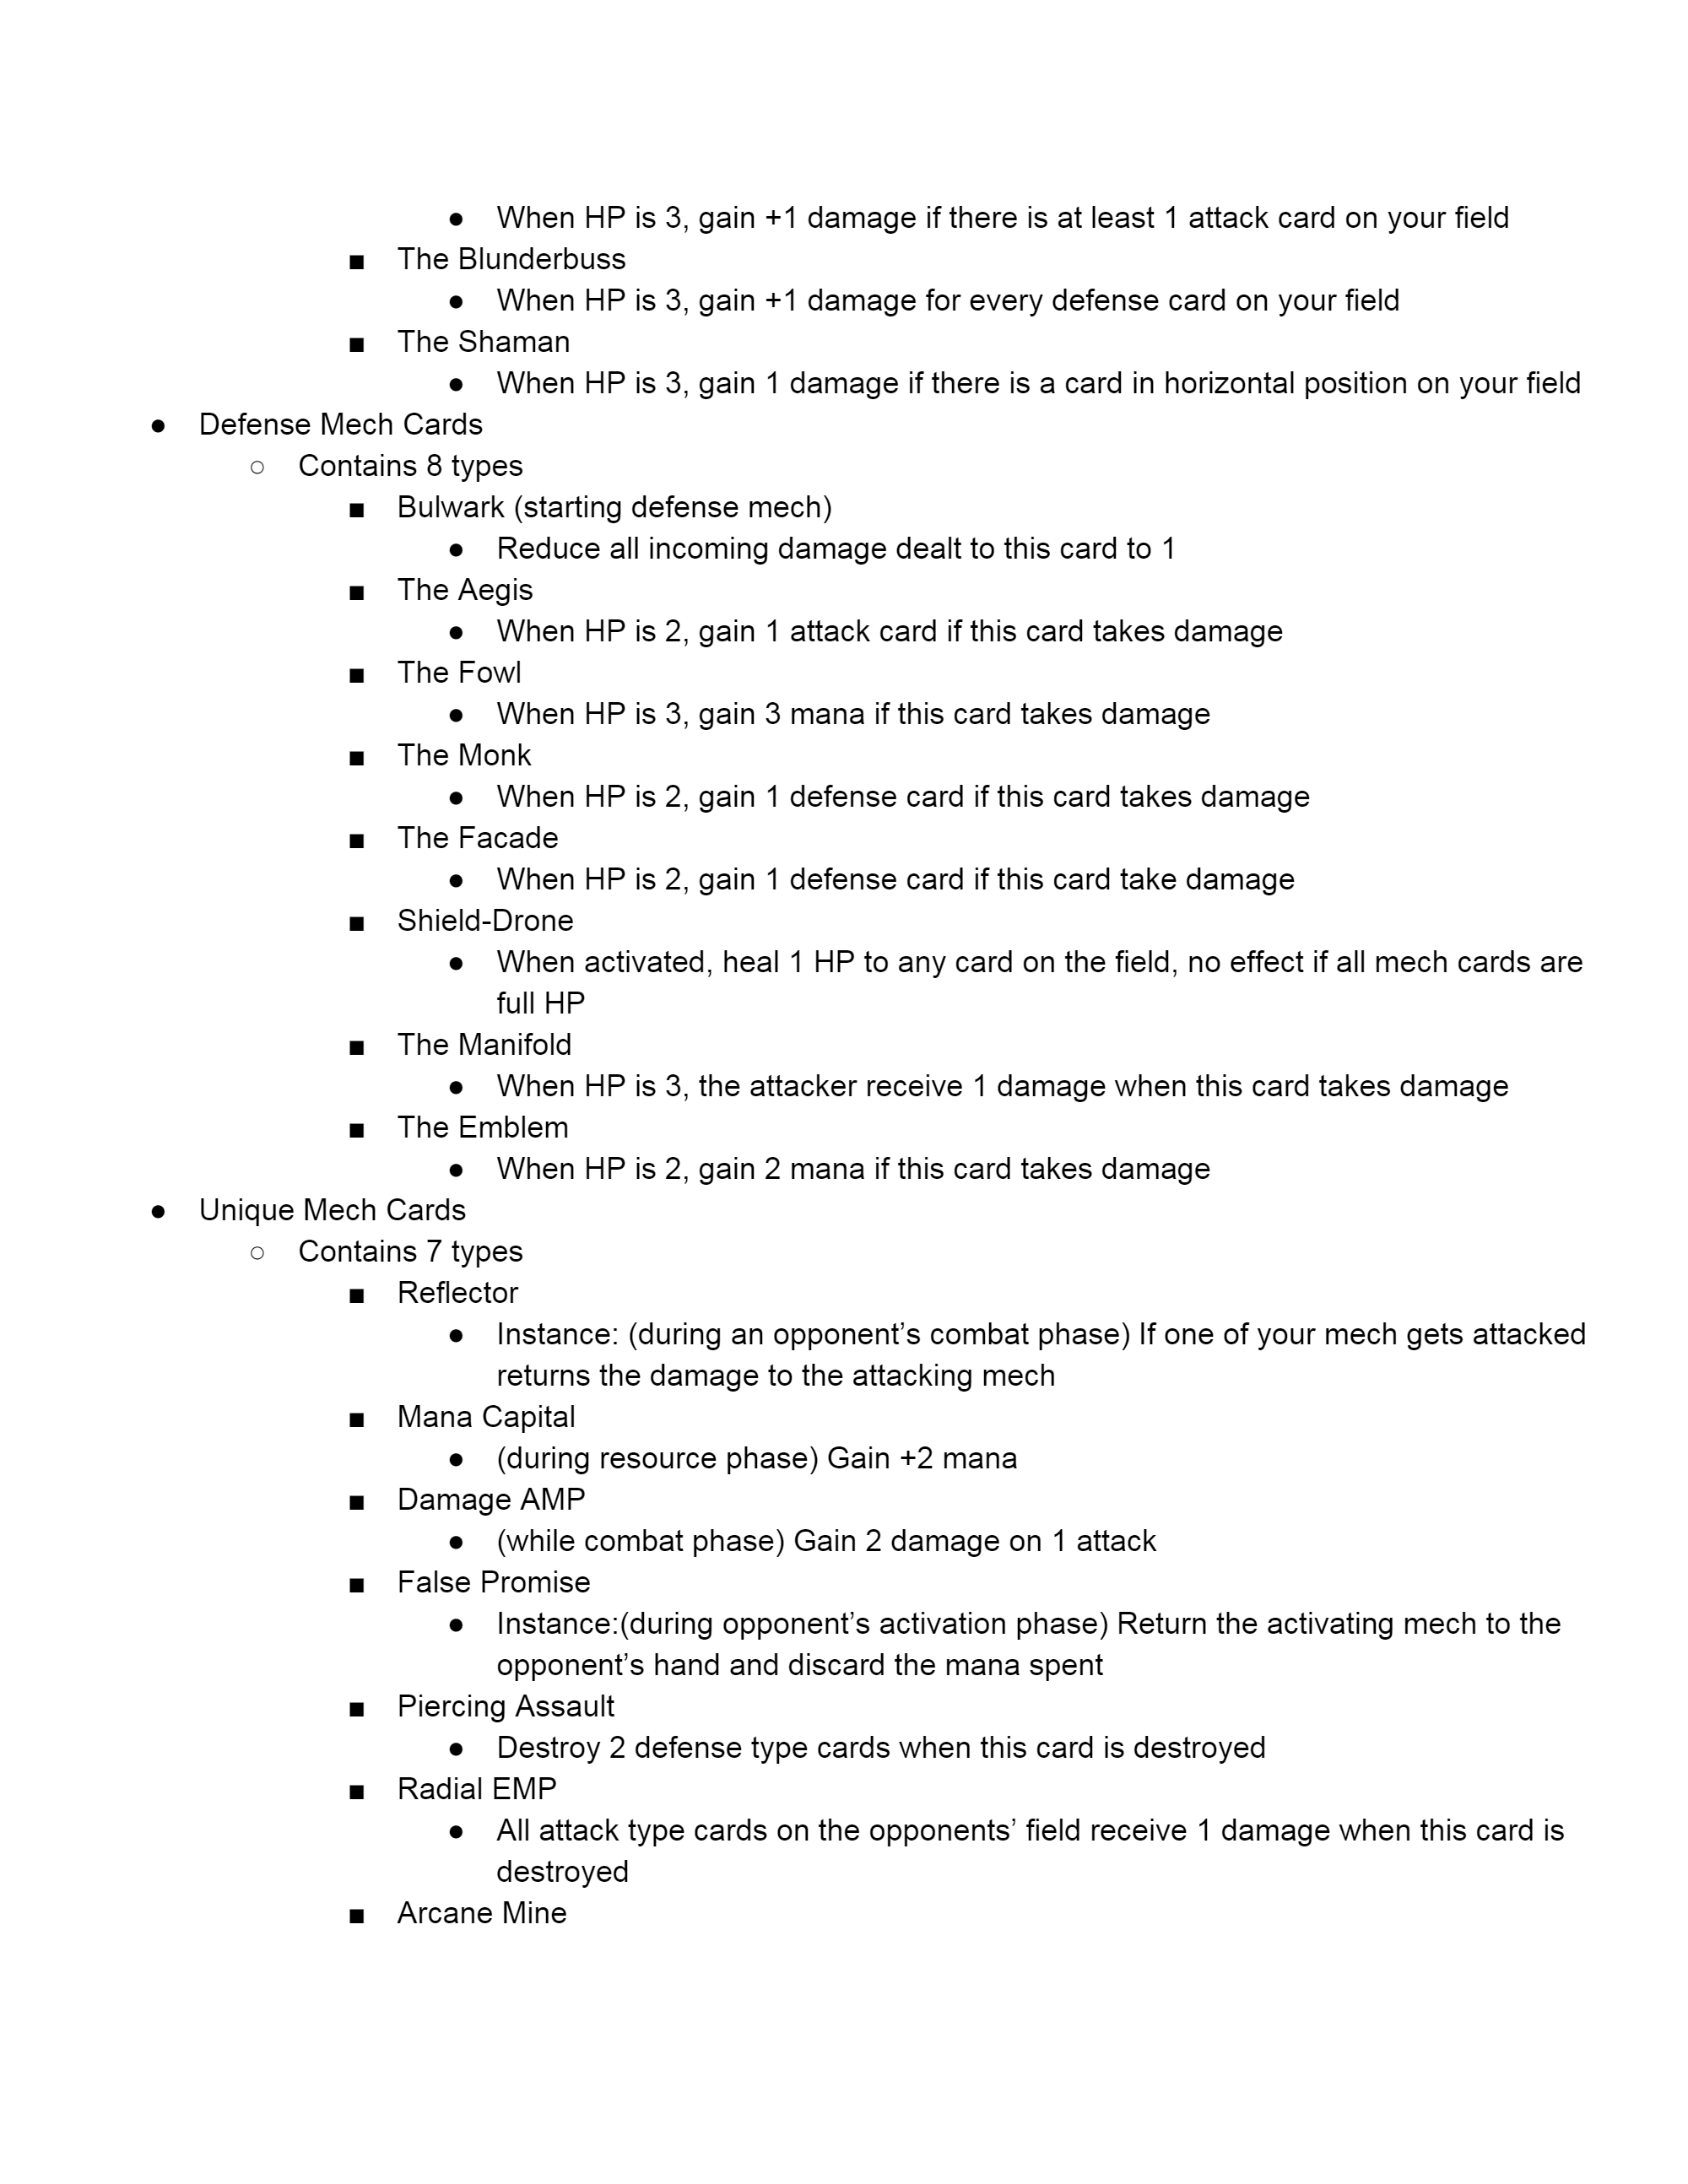 ● When HP is 3, gain +1 damage if there is at least 1 attack card on your field
■ The Blunderbuss
● When HP is 3, gain +1 damage for every defense card on your field
■ The Shaman
● When HP is 3, gain 1 damage if there is a card in horizontal position on your field
● Defense Mech Cards
○ Contains 8 types
■ Bulwark (starting defense mech)
● Reduce all incoming damage dealt to this card to 1
■ The Aegis
● When HP is 2, gain 1 attack card if this card takes damage
■ The Fowl
● When HP is 3, gain 3 mana if this card takes damage
■ The Monk
● When HP is 2, gain 1 defense card if this card takes damage
■ The Facade
● When HP is 2, gain 1 defense card if this card take damage
■ Shield-Drone
● When activated, heal 1 HP to any card on the field, no effect if all mech cards are
full HP
■ The Manifold
● When HP is 3, the attacker receive 1 damage when this card takes damage
■ The Emblem
● When HP is 2, gain 2 mana if this card takes damage
● Unique Mech Cards
○ Contains 7 types
■ Reflector
● Instance: (during an opponent’s combat phase) If one of your mech gets attacked
returns the damage to the attacking mech
■ Mana Capital
● (during resource phase) Gain +2 mana
■ Damage AMP
● (while combat phase) Gain 2 damage on 1 attack
■ False Promise
● Instance:(during opponent’s activation phase) Return the activating mech to the
opponent’s hand and discard the mana spent
■ Piercing Assault
● Destroy 2 defense type cards when this card is destroyed
■ Radial EMP
● All attack type cards on the opponents’ field receive 1 damage when this card is
destroyed
■ Arcane Mine